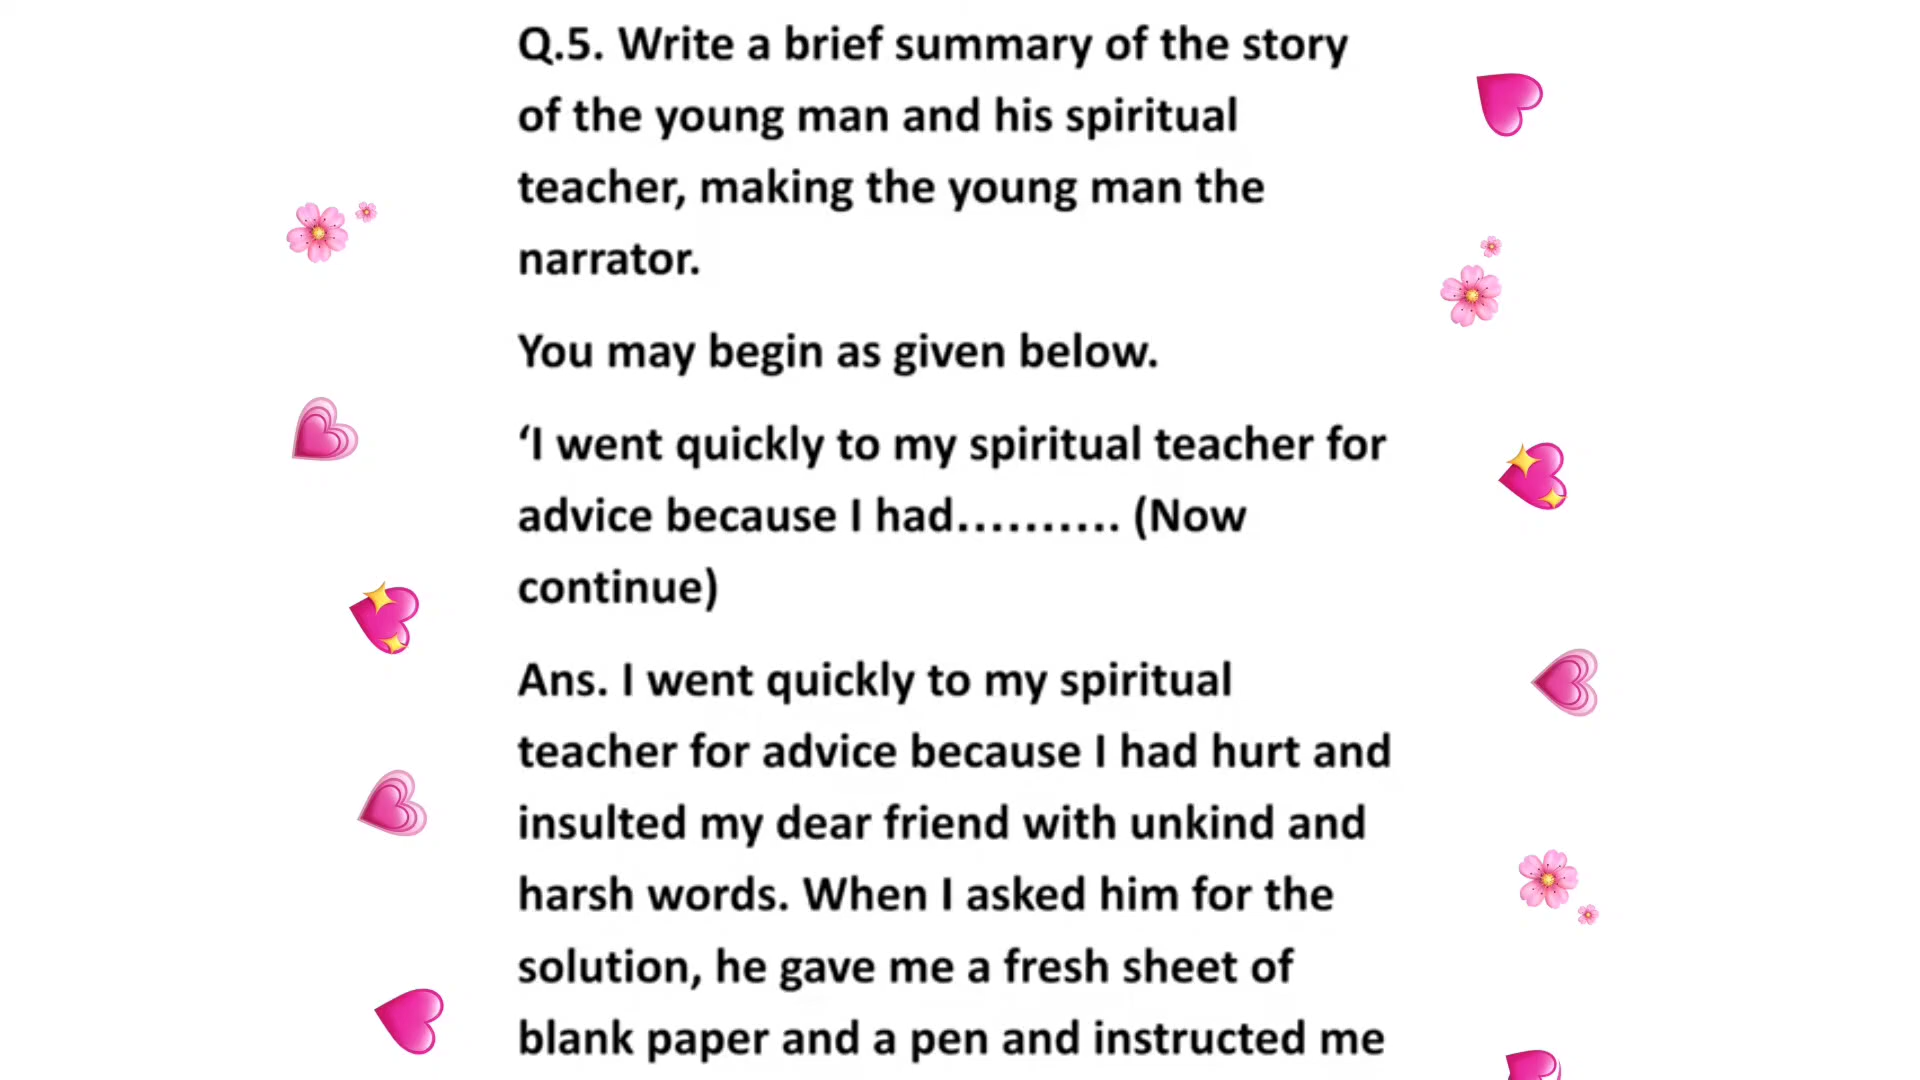 Q.5. Write a brief summary of the story
of the young man and his spiritual
teacher, making the young man the
narrator.
You may begin as given below.
‘I went quickly to my spiritual teacher for
advice because I had.......... (Now
continue)
Ans. I went quickly to my spiritual
teacher for advice because I had hurt and
insulted my dear friend with unkind and
harsh words. When I asked him for the
solution, he gave me a fresh sheet of
blank paper and a pen and instructed me